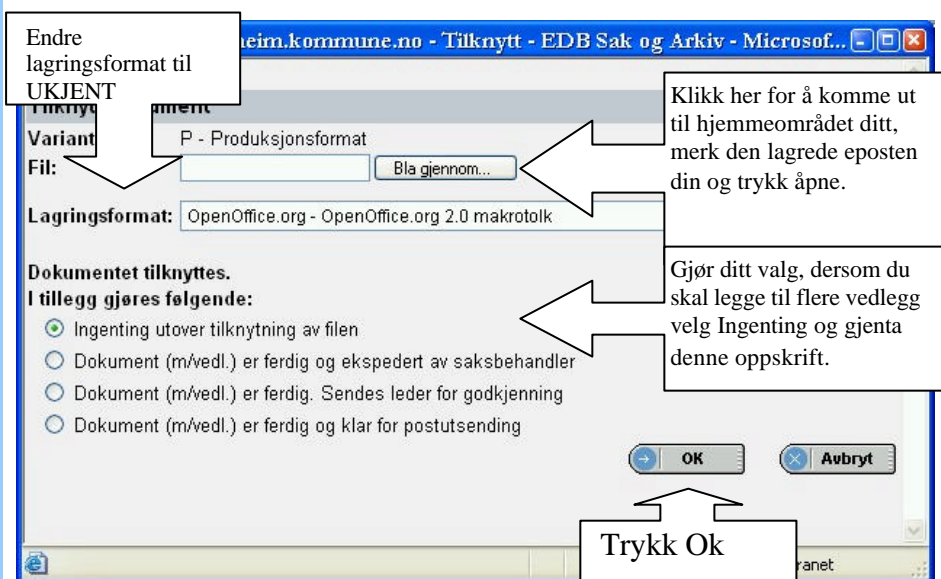 Endre
lagringsformat til
UKJENT
heim.kommune.no - Tilknytt - EDB Sak og Arkiv - Microsof...
Klikk her for å komme ut
til hjemmeområdet ditt,
merk den lagrede eposten
din og trykk åpne.
Variant
P - Produksjonsformat
Fil:
Bla gjennom...
Lagringsformat:
OpenOffice.org - OpenOffice.org 2.0 makrotolk
Gjør ditt valg, dersom du
skal legge til flere vedlegg
velg Ingenting og gjenta
denne oppskrift.
Dokumentet tilknyttes.
I tillegg gjøres følgende:
Ingenting utover tilknytning av filen
Dokument (m/vedl.) er ferdig og ekspedert av saksbehandler
Dokument (m/vedl.) er ferdig. Sendes leder for godkjenning
Dokument (m/vedl.) er ferdig og klar for postutsending
OK
Avbryt
Trykk Ok
ranet